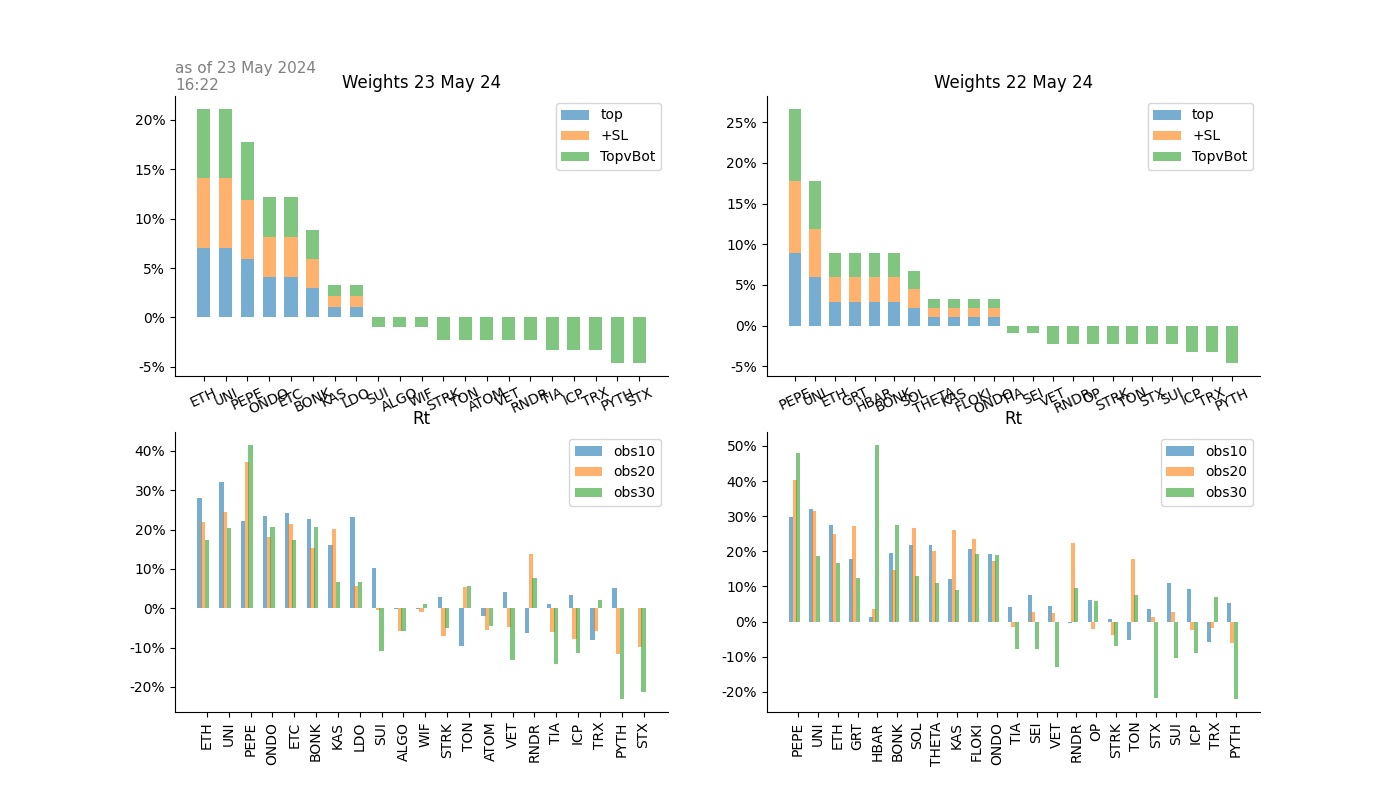 as of 23 May 2024
16:22
Weights 23 May 24
20%
15%
10%
5%
0%
-5%
top
+SL
TopvBot
ETH UNI PEPE ONDO ETC BONK KAS LDO SUI ALGO WIF STRK TON ATOM VET RNDR TIA ICP TRX PYTH STX
Weights 22 May 24
25%
20%
15%
10%
5%
0%
-5%
top
+SL
TopvBot
PEPE UNI ETH GRT HBAR BONK SOL THETA KAS FLOKI ONDO TIA SEI VET RNDR OP STRK TON STX SUI ICP TRX PYTH
Rt
40%
30%
20%
10%
0%
-10%
-20%
obs10
obs20
obs30
ETH UNI PEPE ONDO ETC BONK KAS LDO SUI ALGO WIF STRK TON ATOM VET RNDR TIA ICP TRX PYTH STX
Rt
50%
40%
30%
20%
10%
0%
-10%
-20%
obs10
obs20
obs30
PEPE UNI ETH GRT HBAR BONK SOL THETA KAS FLOKI ONDO TIA SEI VET RNDR OP STRK TON STX SUI ICP TRX PYTH